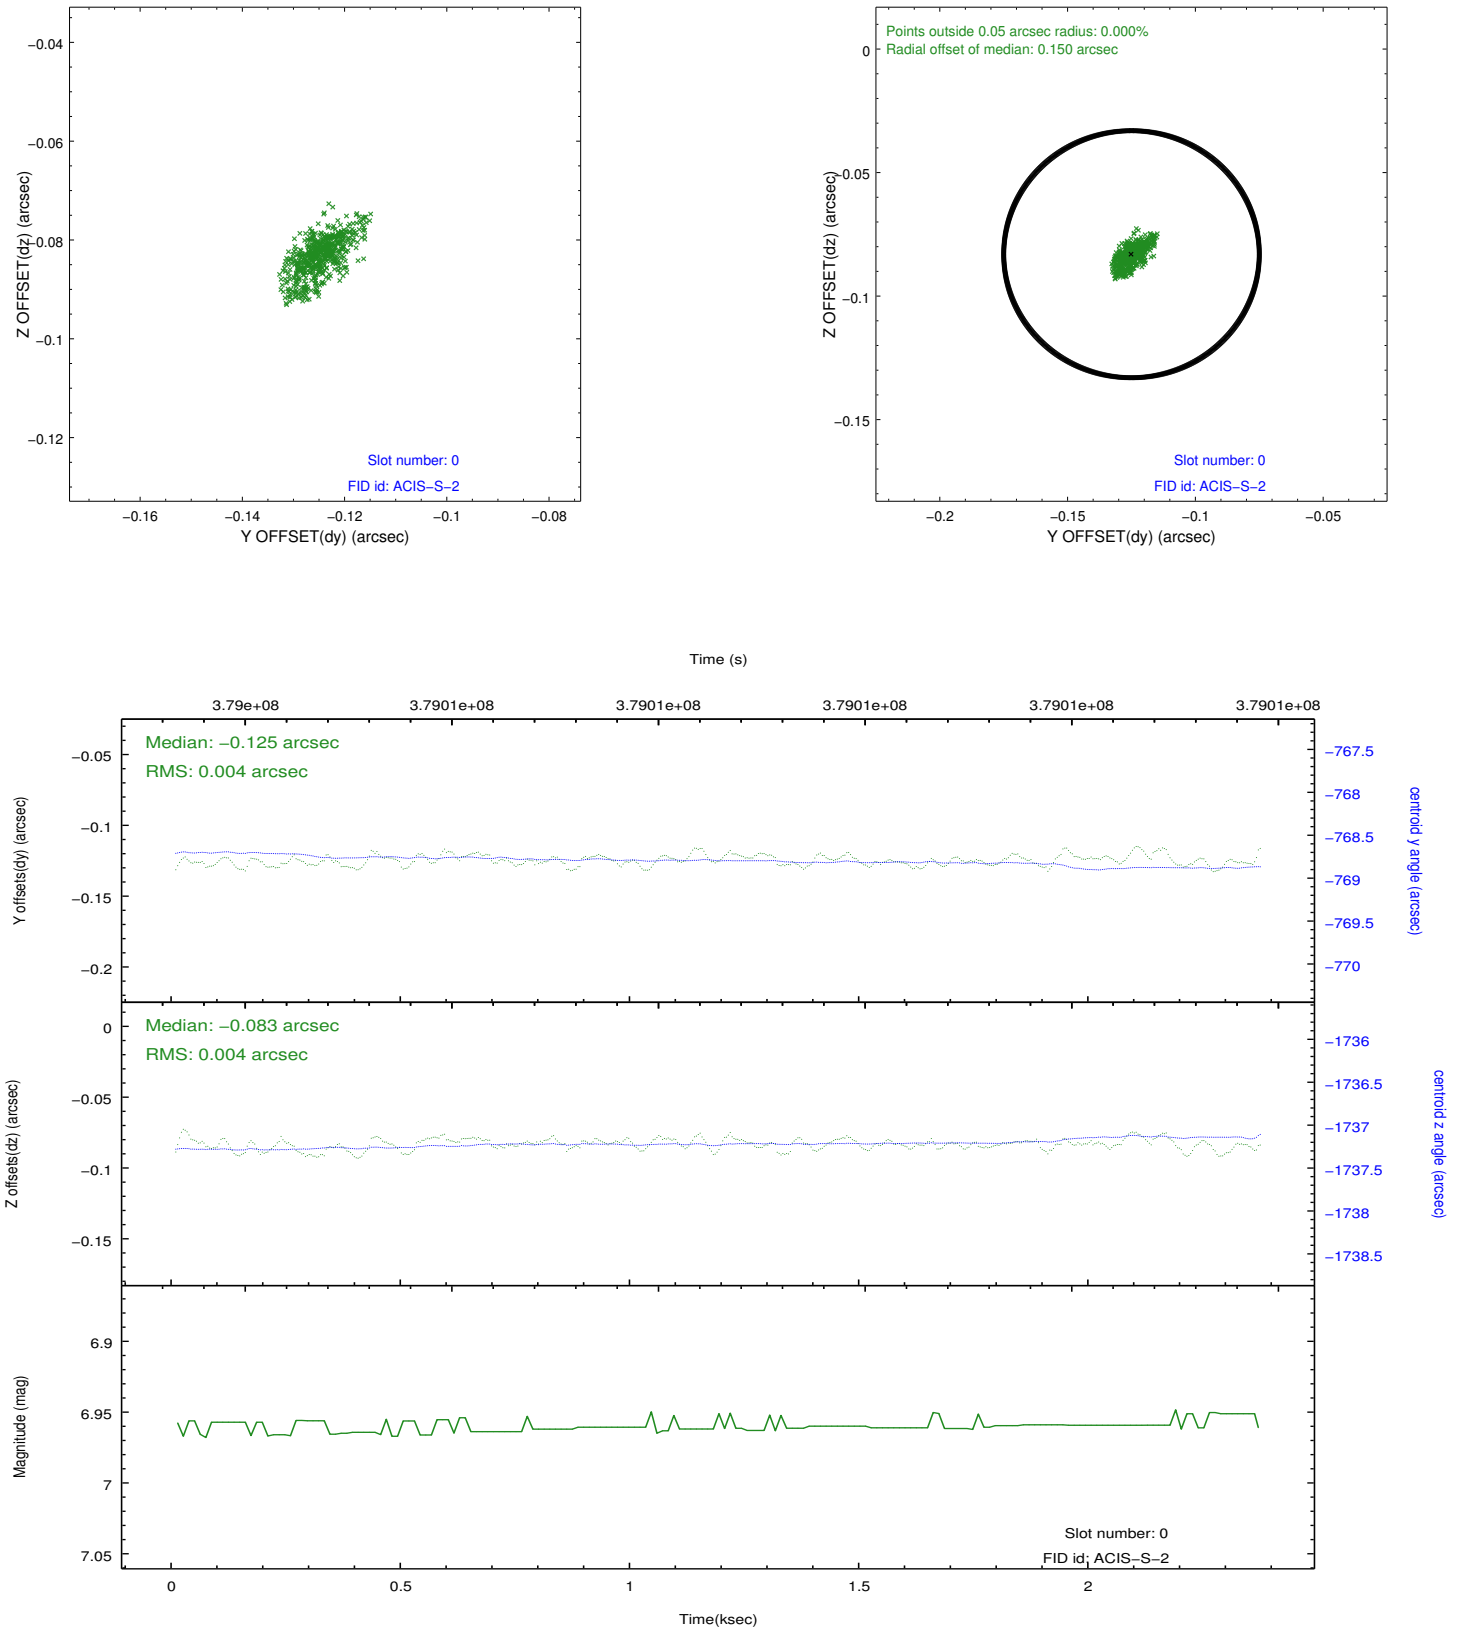 −0.04
−0.06
−0.08
−0.1
−0.12
Z OFFSET(dz) (arcsec)
Slot number: 0
FID id: ACIS−S−2
−0.16 −0.14 −0.12 −0.1 −0.08
Y OFFSET(dy) (arcsec)
Points outside 0.05 arcsec radius: 0.000%
Radial offset of median: 0.150 arcsec
0
−0.05
−0.1
−0.15
Z OFFSET(dz) (arcsec)
Slot number: 0
FID id: ACIS−S−2
−0.2 −0.15 −0.1 −0.05
Y OFFSET(dy) (arcsec)
Time (s)
3.79e+08 3.7901e+08 3.7901e+08 3.7901e+08 3.7901e+08 3.7901e+08
Median: −0.125 arcsec
RMS: 0.004 arcsec
−0.05
−0.1
−0.15
−0.2
Y offsets(dy) (arcsec)
−767.5
−768
−768.5
−769
−769.5
−770
centroid y angle (arcsec)
Median: −0.083 arcsec
RMS: 0.004 arcsec
0
−0.05
−0.1
−0.15
Z offsets(dz) (arcsec)
−1736
−1736.5
−1737
−1737.5
−1738
−1738.5
centroid z angle (arcsec)
6.9
6.95
7
7.05
Magnitude (mag)
Slot number: 0
FID id: ACIS−S−2
0 0.5 1 1.5 2
Time(ksec)